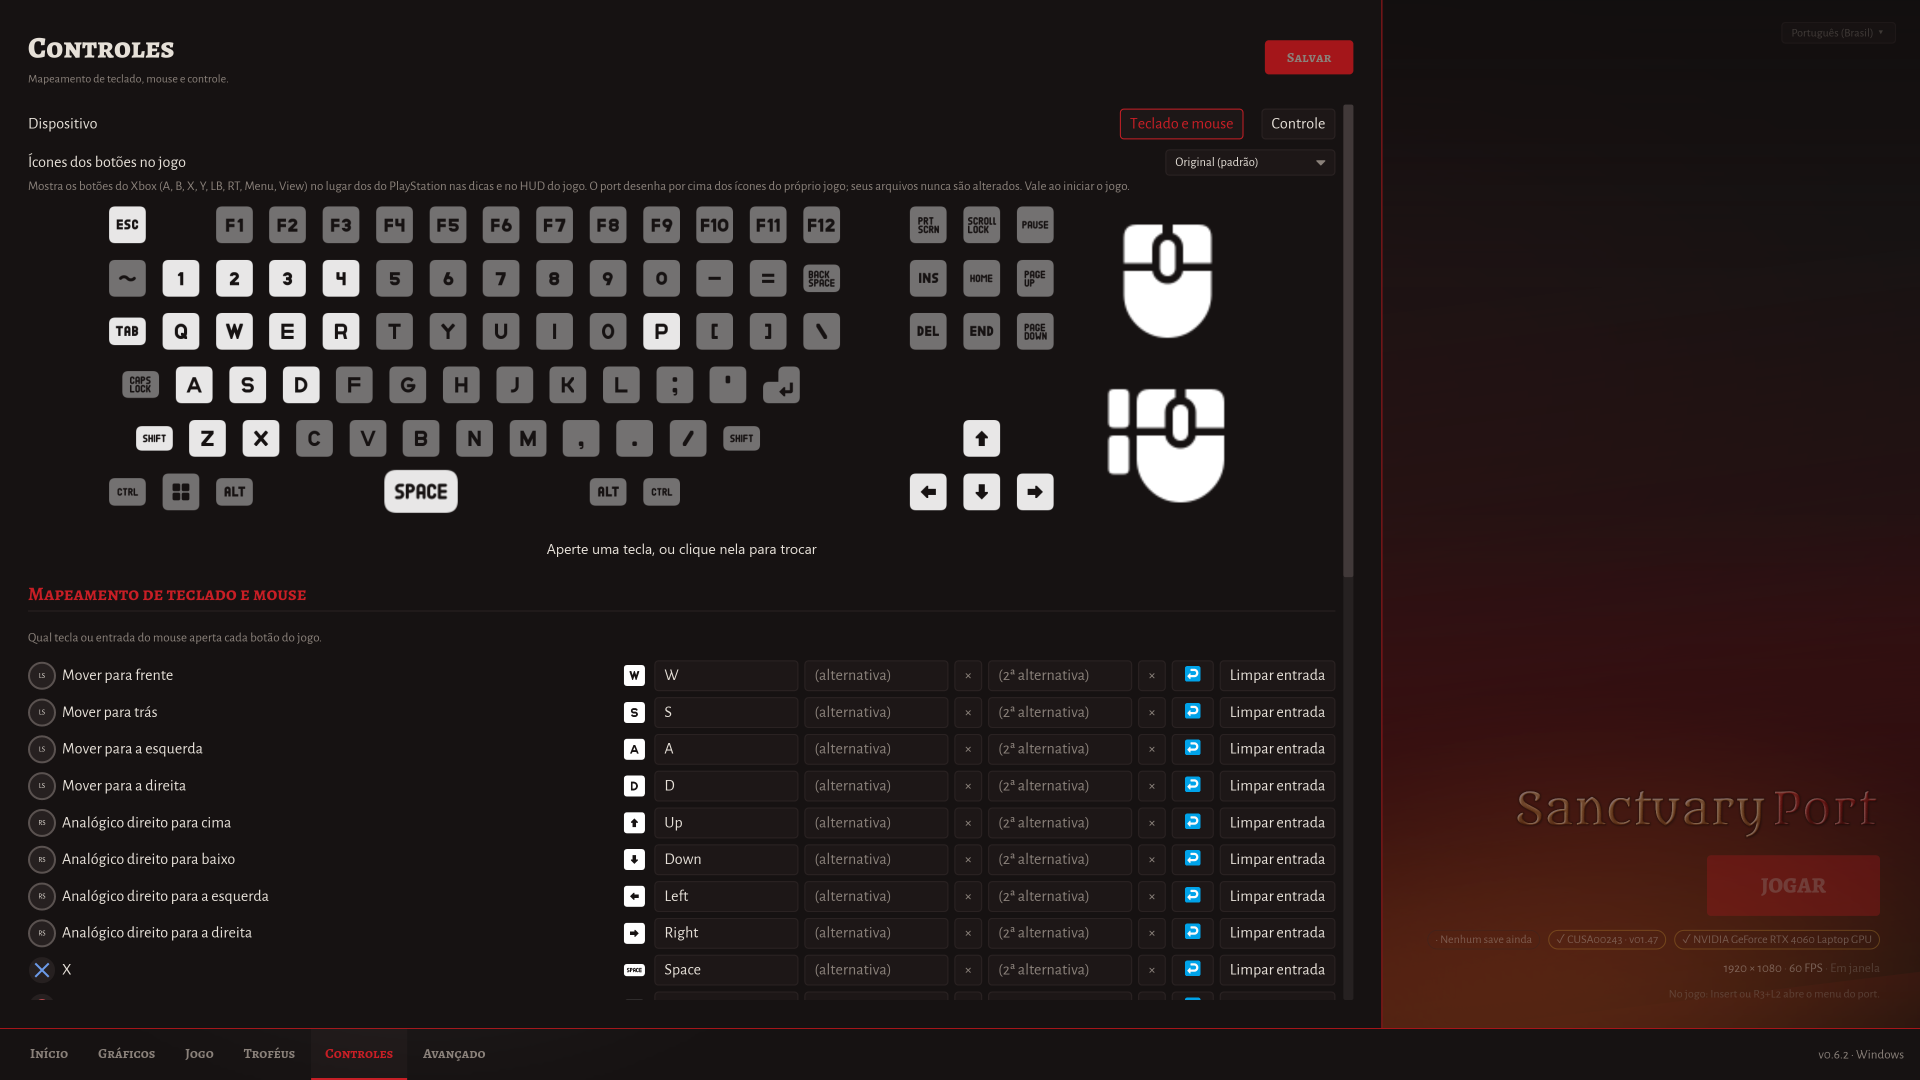 Controles
Mapeamento de teclado, mouse e controle.
Salvar
Português (Brasil)
Dispositivo
Teclado e mouse
Controle
Ícones dos botões no jogo
Original (padrão)
Mostra os botões do Xbox (A, B, X, Y, LB, RT, Menu, View) no lugar dos do PlayStation nas dicas e no HUD do jogo. O port desenha por cima dos ícones do próprio jogo; seus arquivos nunca são alterados. Vale ao iniciar o jogo.
ESC F1 F2 F3 F4 F5 F6 F7 F8 F9 F10 F11 F12 PRT SCRN SCROLL LOCK PAUSE
~ 1 2 3 4 5 6 7 8 9 0 - = BACK SPACE INS HOME PAGE UP
TAB Q W E R T Y U I O P [ ] \ DEL END PAGE DOWN
CAPS LOCK A S D F G H J K L ; '
SHIFT Z X C V B N M , . / SHIFT
CTRL ALT SPACE ALT CTRL
Aperte uma tecla, ou clique nela para trocar
Mapeamento de teclado e mouse
Qual tecla ou entrada do mouse aperta cada botão do jogo.
LS Mover para frente W W (alternativa) × (2ª alternativa) × Limpar entrada
LS Mover para trás S S (alternativa) × (2ª alternativa) × Limpar entrada
LS Mover para a esquerda A A (alternativa) × (2ª alternativa) × Limpar entrada
LS Mover para a direita D D (alternativa) × (2ª alternativa) × Limpar entrada
RS Analógico direito para cima Up (alternativa) × (2ª alternativa) × Limpar entrada
RS Analógico direito para baixo Down (alternativa) × (2ª alternativa) × Limpar entrada
RS Analógico direito para a esquerda Left (alternativa) × (2ª alternativa) × Limpar entrada
RS Analógico direito para a direita Right (alternativa) × (2ª alternativa) × Limpar entrada
X SPACE Space (alternativa) × (2ª alternativa) × Limpar entrada
Sanctuary Port
JOGAR
· Nenhum save ainda ✓ CUSA00243 · v01.47 ✓ NVIDIA GeForce RTX 4060 Laptop GPU
1920 × 1080 · 60 FPS · Em janela
No jogo: Insert ou R3+L2 abre o menu do port.
Início Gráficos Jogo Troféus Controles Avançado
v0.6.2 · Windows